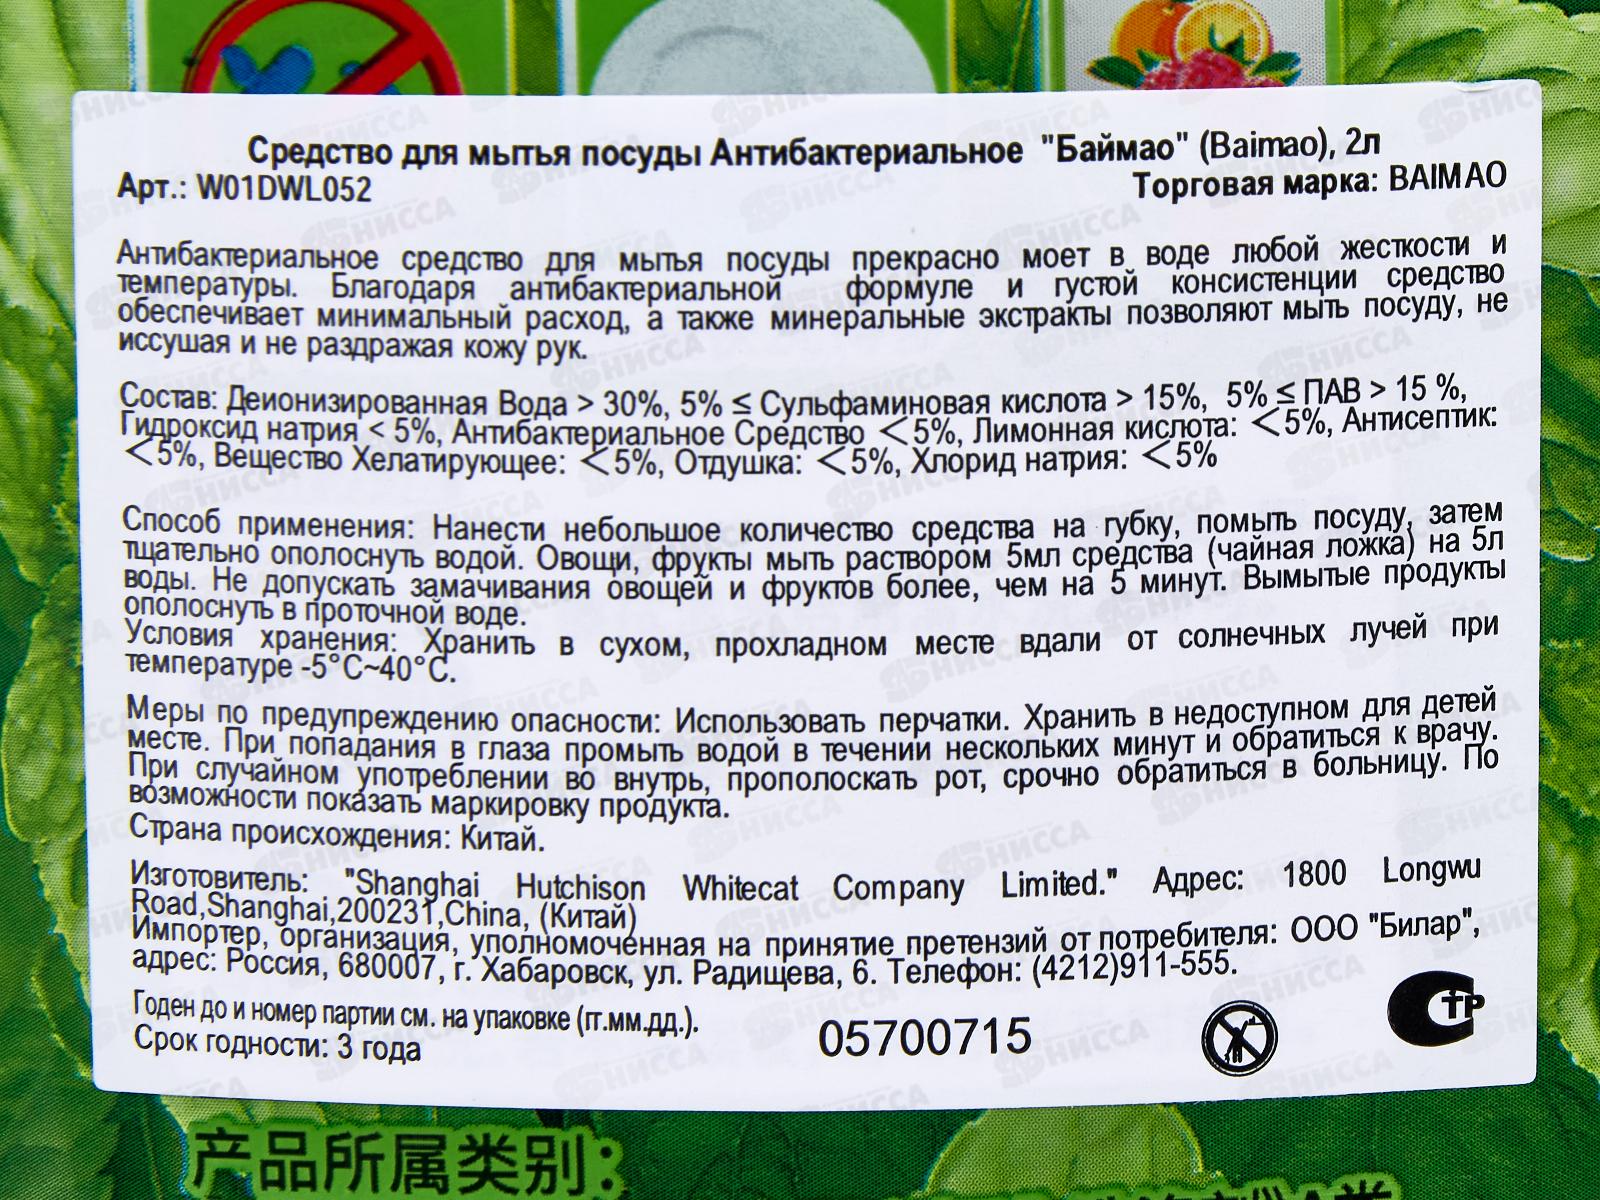 Средство для мытья посуды Антибактериальное "Баймао" (Baimao), 2л
Арт.: W01DWL052 Торговая марка: BAIMAO
Антибактериальное средство для мытья посуды прекрасно моет в воде любой жесткости и
температуры. Благодаря антибактериальной формуле и густой консистенции средство
обеспечивает минимальный расход, а также минеральные экстракты позволяют мыть посуду, не
иссушая и не раздражая кожу рук.
Состав: Деионизированная Вода > 30%, 5% ≤ Сульфаминовая кислота > 15%, 5% ≤ ПАВ > 15 %,
Гидроксид натрия < 5%, Антибактериальное Средство <5%, Лимонная кислота: <5%, Антисептик:
<5%, Вещество Хелатирующее: <5%, Отдушка: <5%, Хлорид натрия: <5%
Способ применения: Нанести небольшое количество средства на губку, помыть посуду, затем
тщательно ополоснуть водой. Овощи, фрукты мыть раствором 5мл средства (чайная ложка) на 5л
воды. Не допускать замачивания овощей и фруктов более, чем на 5 минут. Вымытые продукты
ополоснуть в проточной воде.
Условия хранения: Хранить в сухом, прохладном месте вдали от солнечных лучей при
температуре -5°C~40°C.
Меры по предупреждению опасности: Использовать перчатки. Хранить в недоступном для детей
месте. При попадания в глаза промыть водой в течении нескольких минут и обратиться к врачу.
При случайном употреблении во внутрь, прополоскать рот, срочно обратиться в больницу. По
возможности показать маркировку продукта.
Страна происхождения: Китай.
Изготовитель: "Shanghai Hutchison Whitecat Company Limited." Адрес: 1800 Longwu
Road,Shanghai,200231,China, (Китай)
Импортер, организация, уполномоченная на принятие претензий от потребителя: ООО "Билар",
адрес: Россия, 680007, г. Хабаровск, ул. Радищева, 6. Телефон: (4212)911-555.
Годен до и номер партии см. на упаковке (гг.мм.дд.).
Срок годности: 3 года
05700715
СТР
产品所属类别: